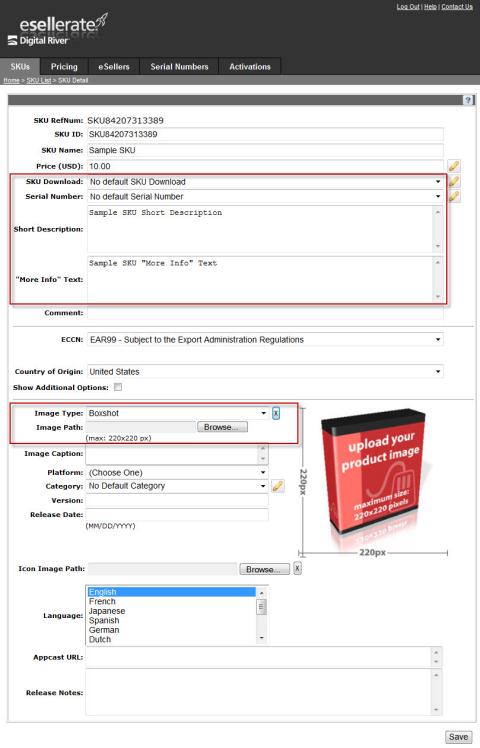 Log Out | Help | Contact Us
esellerate
Digital River
SKUs Pricing eSellers Serial Numbers Activations
Home > SKU List > SKU Detail
?
SKU RefNum: SKU84207313389
SKU ID: SKU84207313389
SKU Name: Sample SKU
Price (USD): 10.00
SKU Download: No default SKU Download
Serial Number: No default Serial Number
Short Description: Sample SKU Short Description
"More Info" Text: Sample SKU "More Info" Text
Comment:
ECCN: EAR99 - Subject to the Export Administration Regulations
Country of Origin: United States
Show Additional Options:
Image Type: Boxshot X
Image Path: Browse...
(max: 220x220 px)
Image Caption:
Platform: (Choose One)
Category: No Default Category
Version:
Release Date:
(MM/DD/YYYY)
upload your
product image
maximum size:
220x220 pixels
220px
220px
Icon Image Path: Browse... X
Language: English
French
Japanese
Spanish
German
Dutch
Appcast URL:
Release Notes:
Save